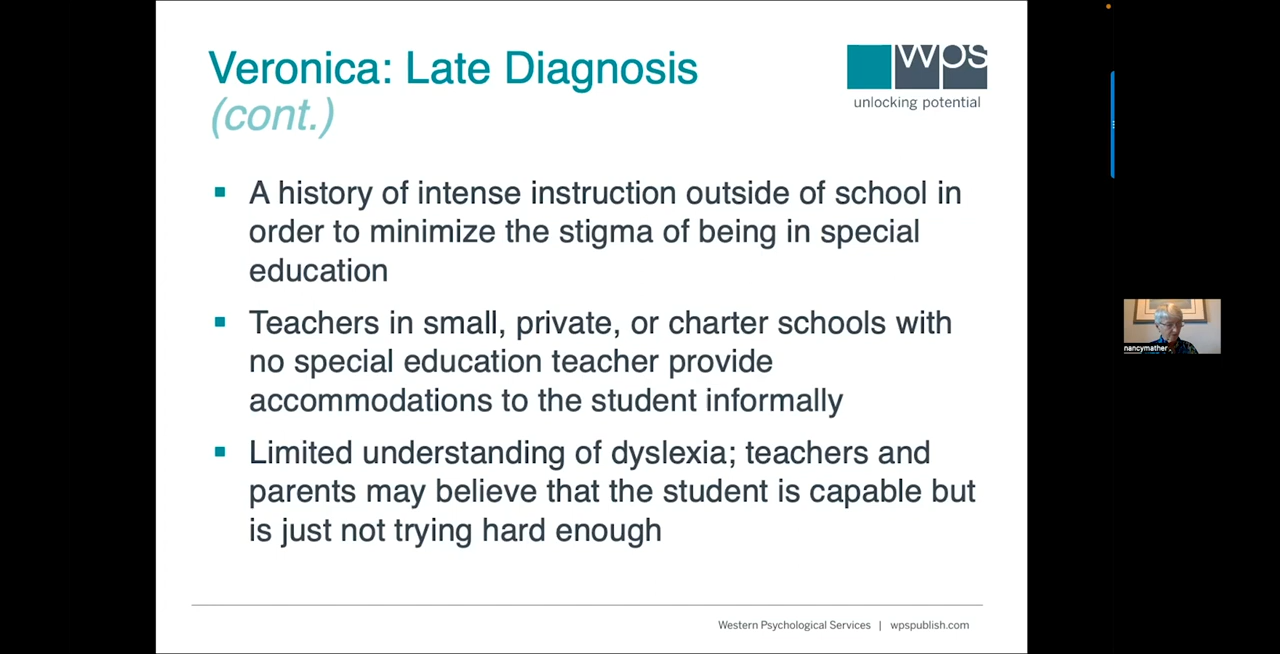 Veronica: Late Diagnosis
(cont.)
wps
unlocking potential
▪ A history of intense instruction outside of school in
order to minimize the stigma of being in special
education
▪ Teachers in small, private, or charter schools with
no special education teacher provide
accommodations to the student informally
▪ Limited understanding of dyslexia; teachers and
parents may believe that the student is capable but
is just not trying hard enough
nancymather
Western Psychological Services | wpspublish.com